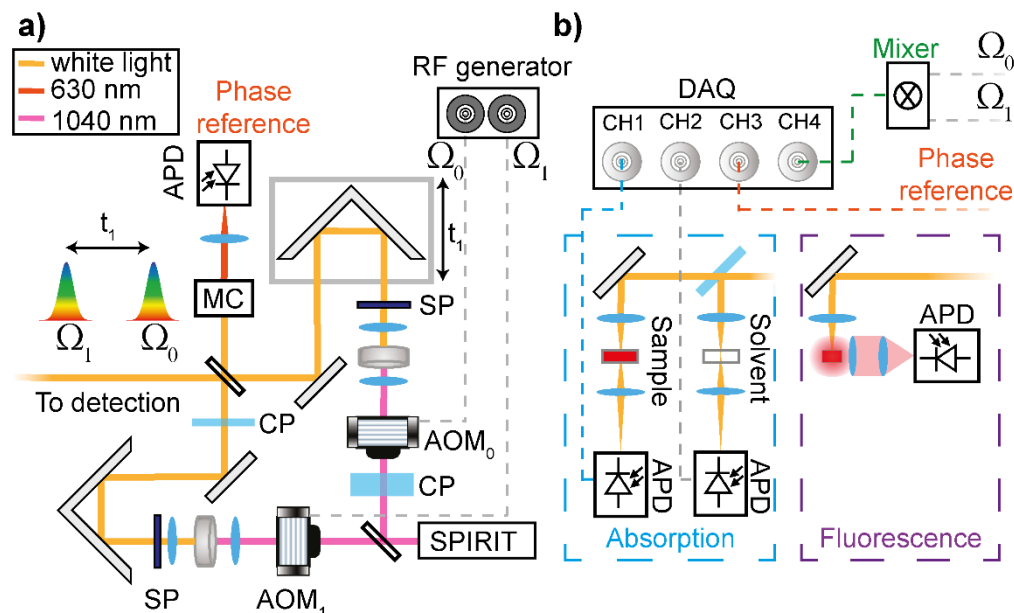 a)
white light
630 nm
1040 nm
Phase
reference
APD
RF generator
Ω₀
Ω₁
t₁
t₁
Ω₁
Ω₀
MC
SP
To detection
CP
AOM₀
CP
SPIRIT
SP
AOM₁
b)
Mixer
Ω₀
Ω₁
DAQ
CH1 CH2 CH3 CH4
Phase
reference
Sample
Solvent
APD
APD
APD
Absorption
Fluorescence